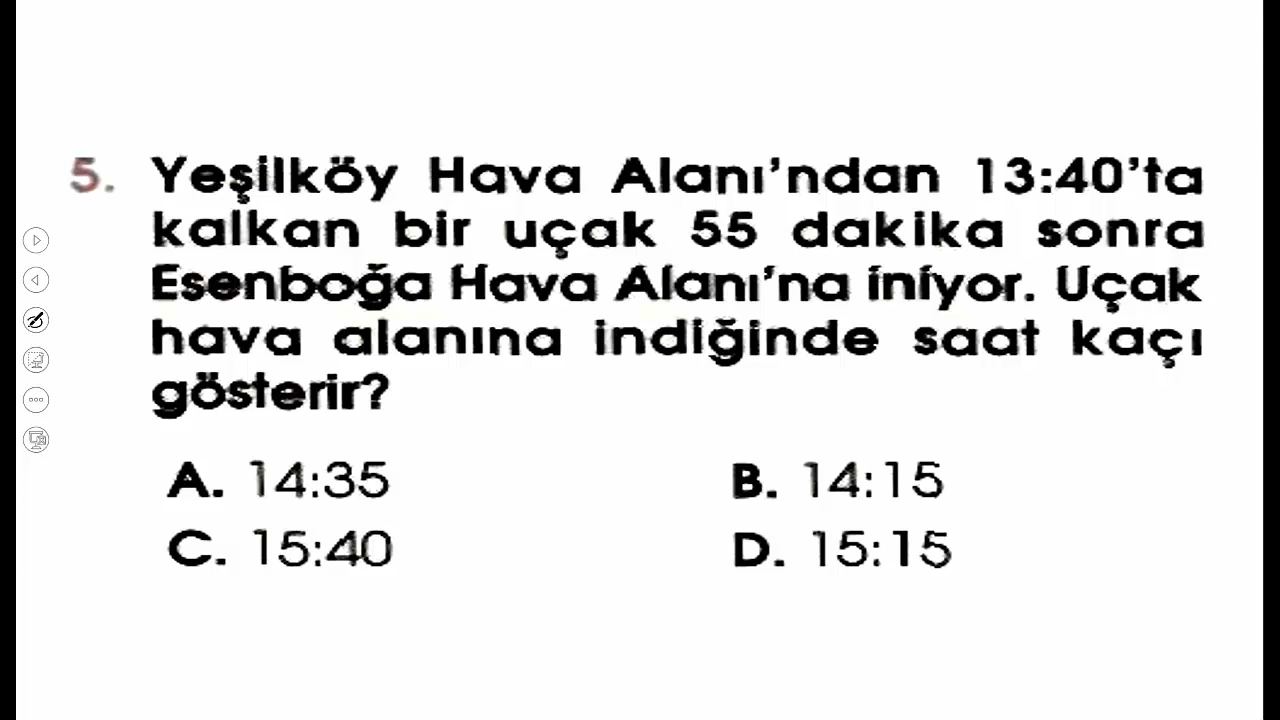 5. Yeşilköy Hava Alanı'ndan 13:40'ta
kalkan bir uçak 55 dakika sonra
Esenboğa Hava Alanı'na iniyor. Uçak
hava alanına indiğinde saat kaçı
gösterir?
A. 14:35 B. 14:15
C. 15:40 D. 15:15